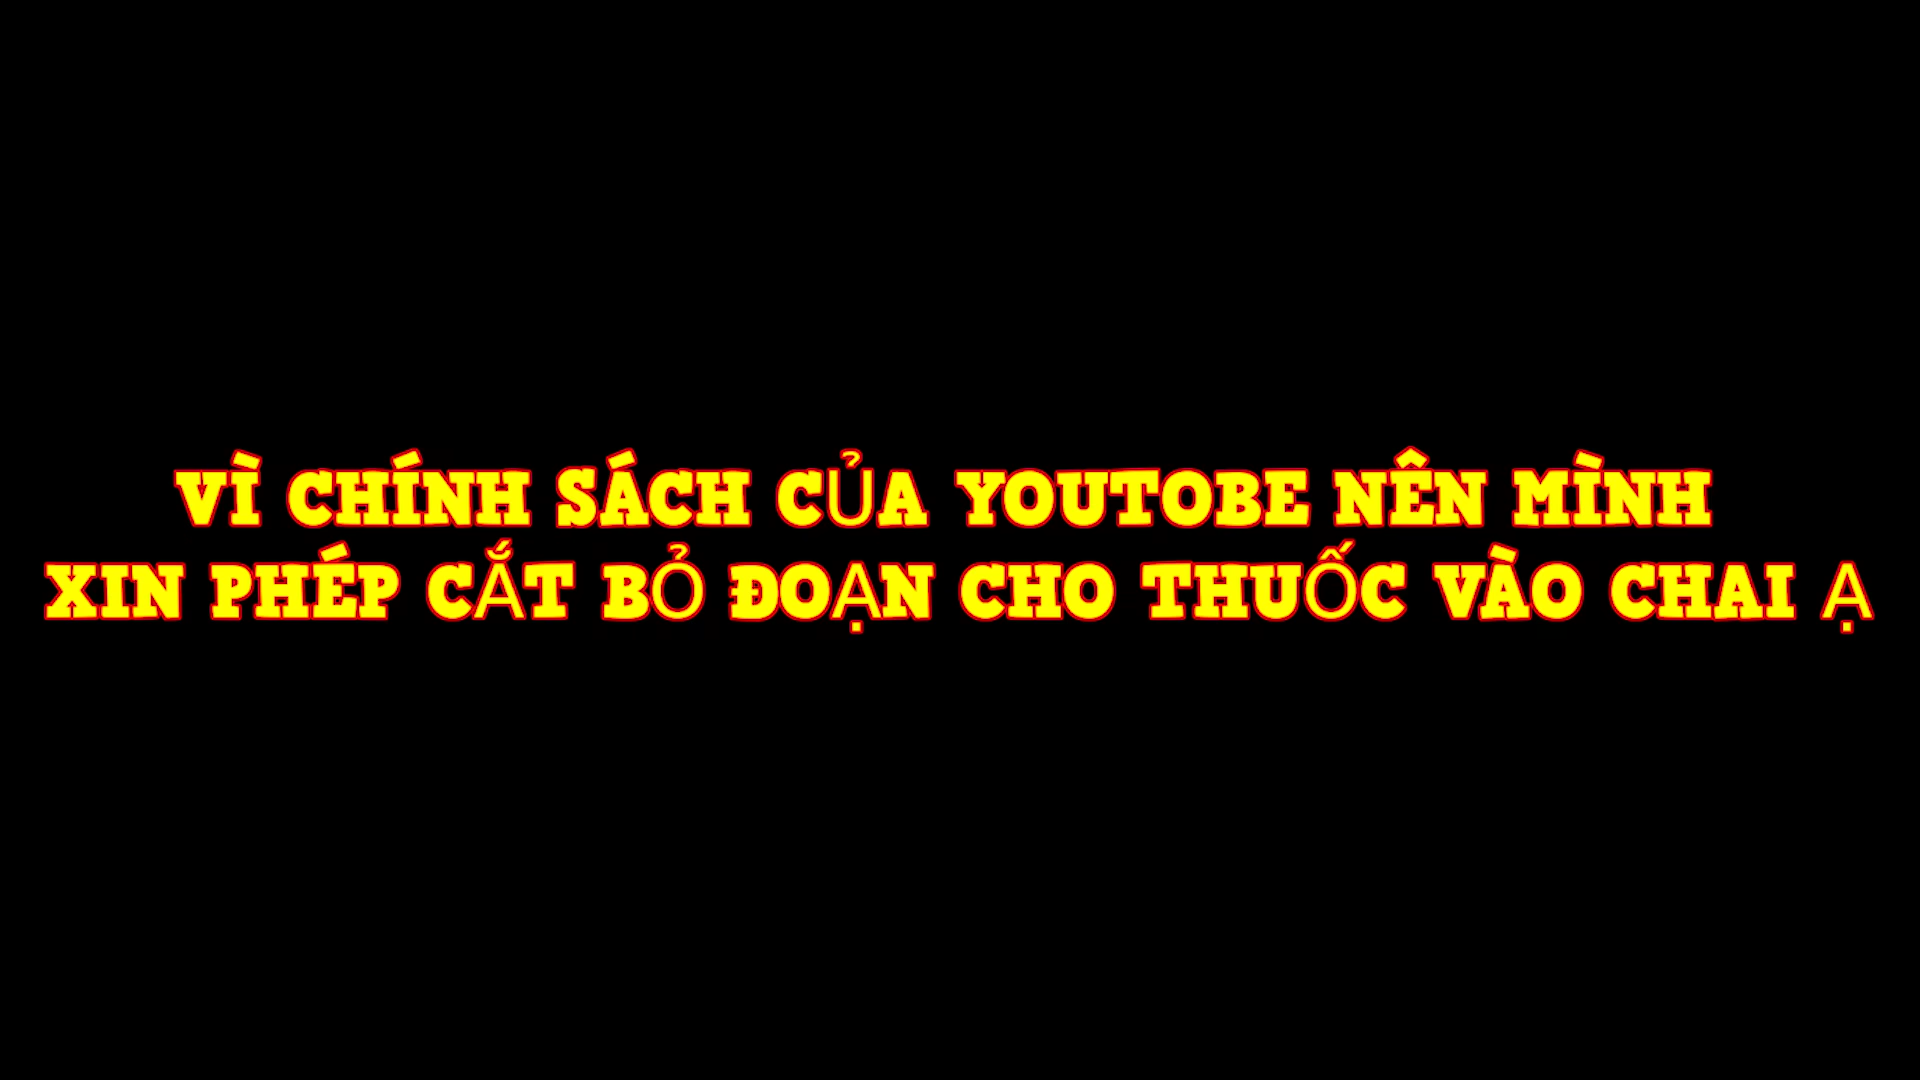 VÌ CHÍNH SÁCH CỦA YOUTOBE NÊN MÌNH
XIN PHÉP CẮT BỎ ĐOẠN CHO THUỐC VÀO CHAI Ạ